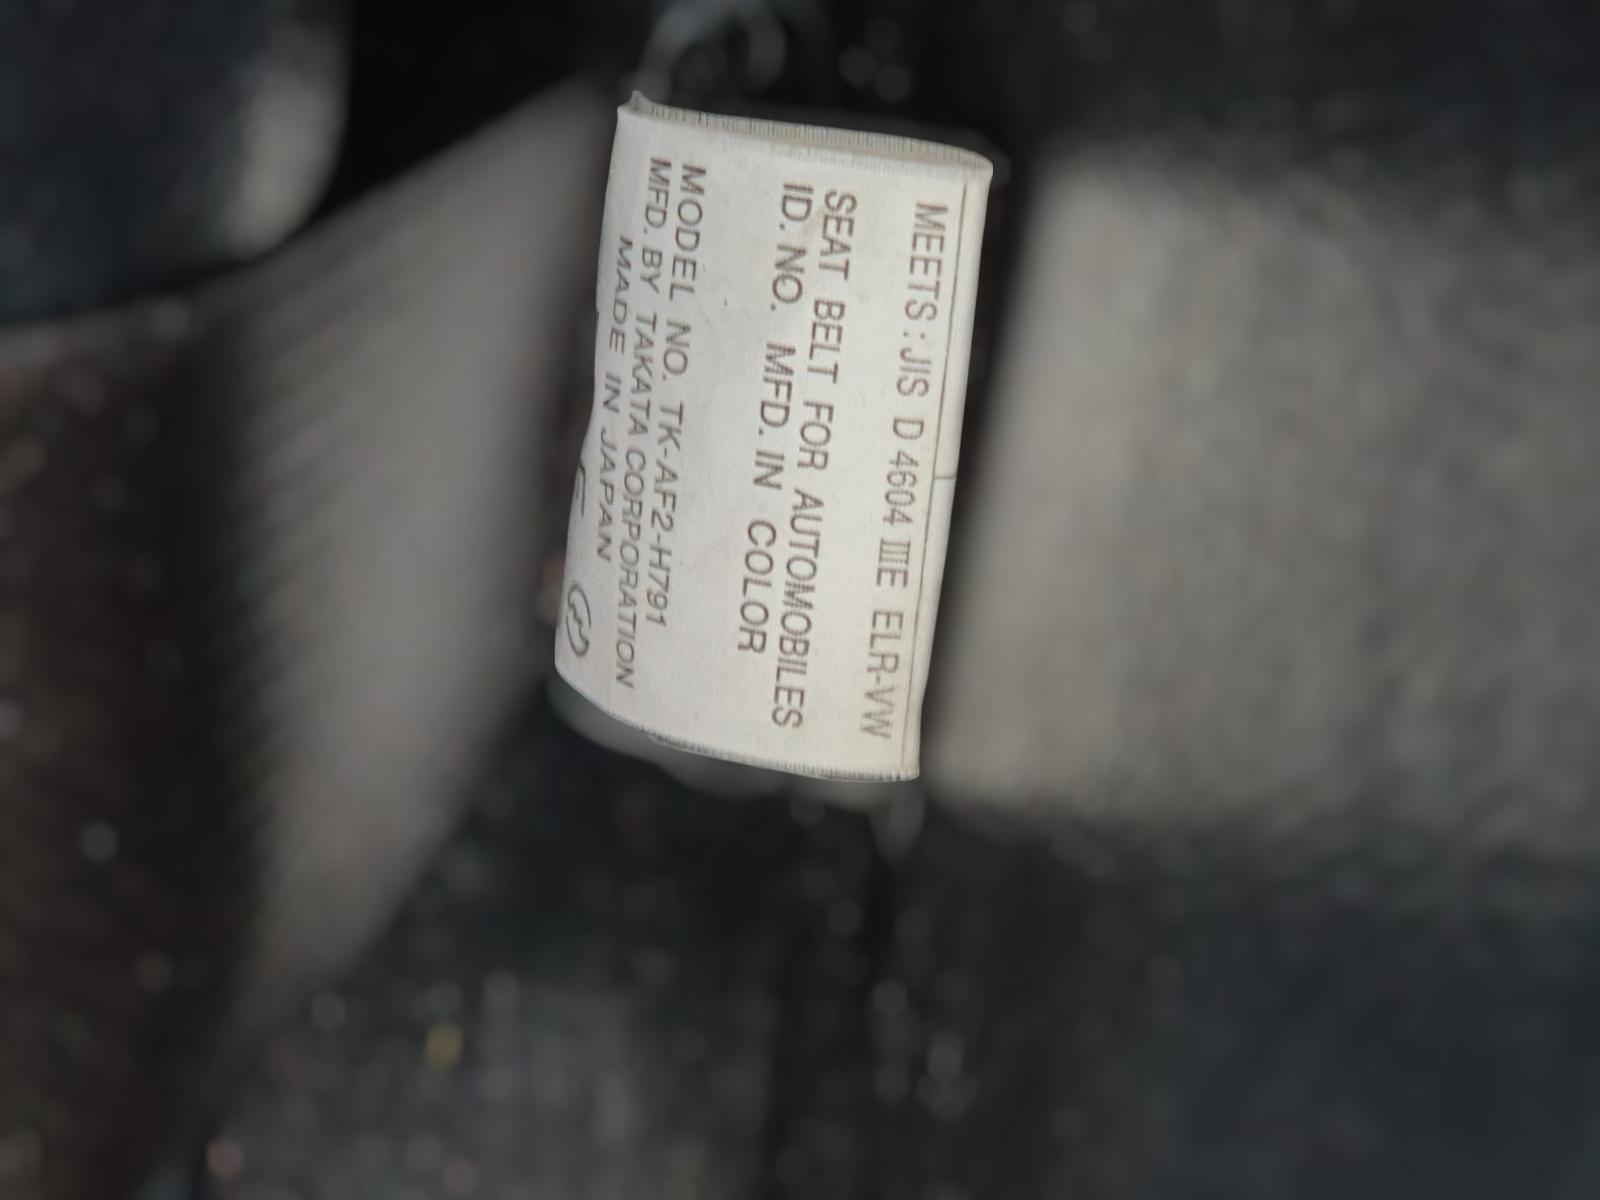 MEETS : JIS D 4604 ⅢE ELR-VW
SEAT BELT FOR AUTOMOBILES
ID. NO. MFD. IN COLOR
MODEL NO. TK-AF2-H791
MFD. BY TAKATA CORPORATION
MADE IN JAPAN